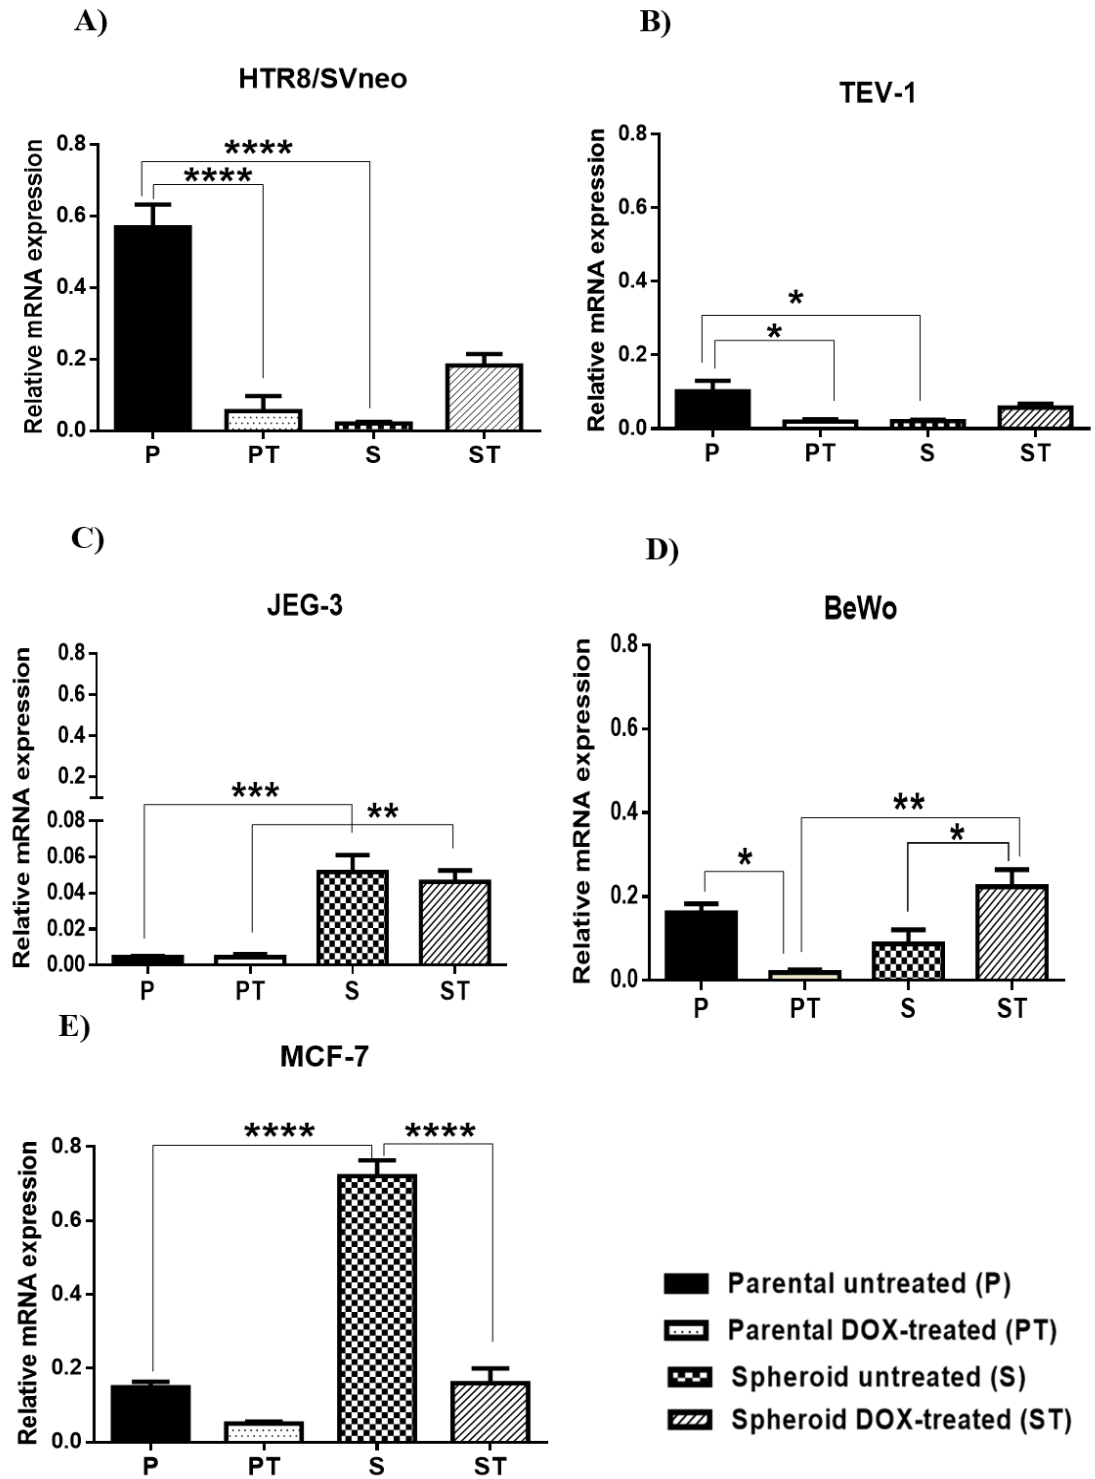 A)
HTR8/SVneo
Relative mRNA expression
0.8
0.6
0.4
0.2
0.0
****
****
P PT S ST
B)
TEV-1
Relative mRNA expression
0.8
0.6
0.4
0.2
0.0
*
*
P PT S ST
C)
JEG-3
Relative mRNA expression
0.8
0.6
0.4
0.2
0.08
0.06
0.04
0.02
0.00
***
**
P PT S ST
D)
BeWo
Relative mRNA expression
0.8
0.6
0.4
0.2
0.0
**
*
*
P PT S ST
E)
MCF-7
Relative mRNA expression
0.8
0.6
0.4
0.2
0.0
**** ****
P PT S ST
Parental untreated (P)
Parental DOX-treated (PT)
Spheroid untreated (S)
Spheroid DOX-treated (ST)